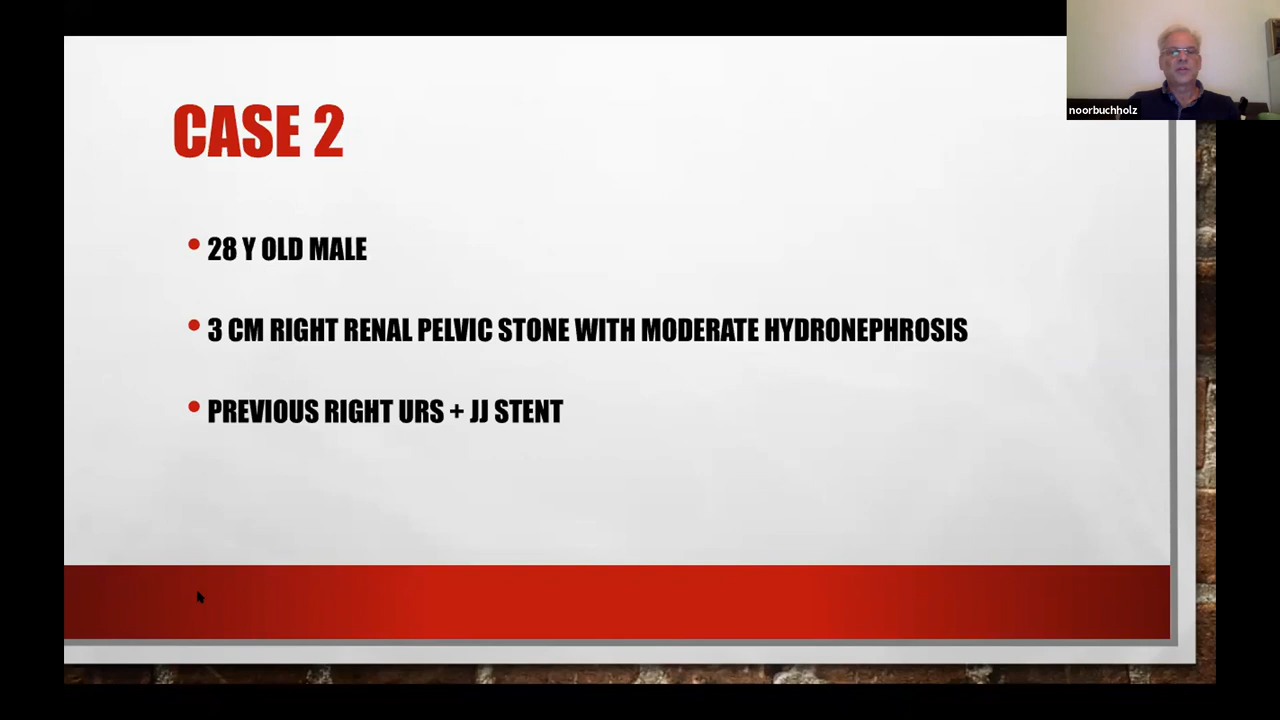 noorbuchholz
CASE 2
• 28 Y OLD MALE
• 3 CM RIGHT RENAL PELVIC STONE WITH MODERATE HYDRONEPHROSIS
• PREVIOUS RIGHT URS + JJ STENT